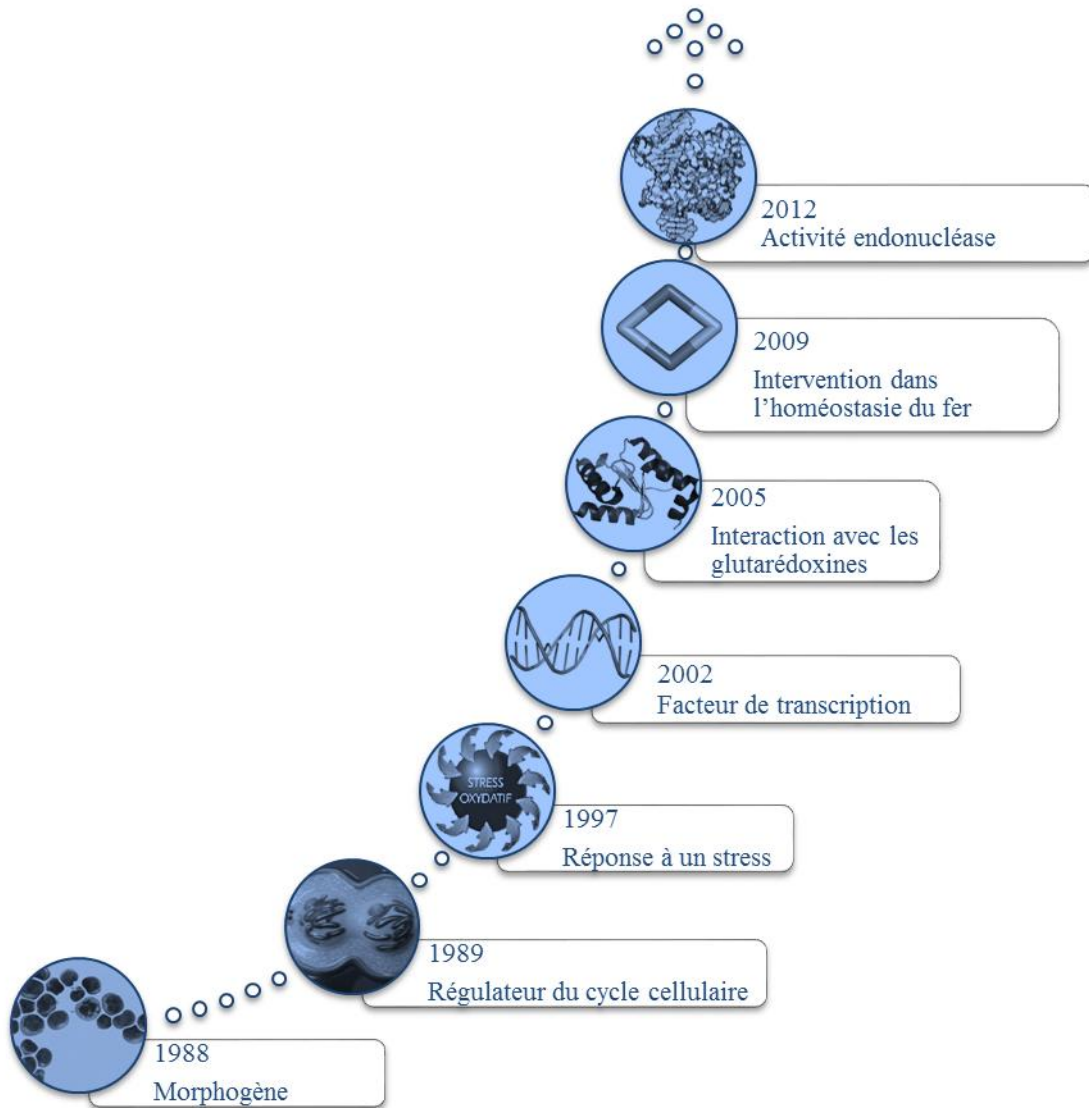 2012
Activité endonucléase
2009
Intervention dans
l’homéostasie du fer
2005
Interaction avec les
glutarédoxines
2002
Facteur de transcription
STRESS
OXYDATIF
1997
Réponse à un stress
1989
Régulateur du cycle cellulaire
1988
Morphogène